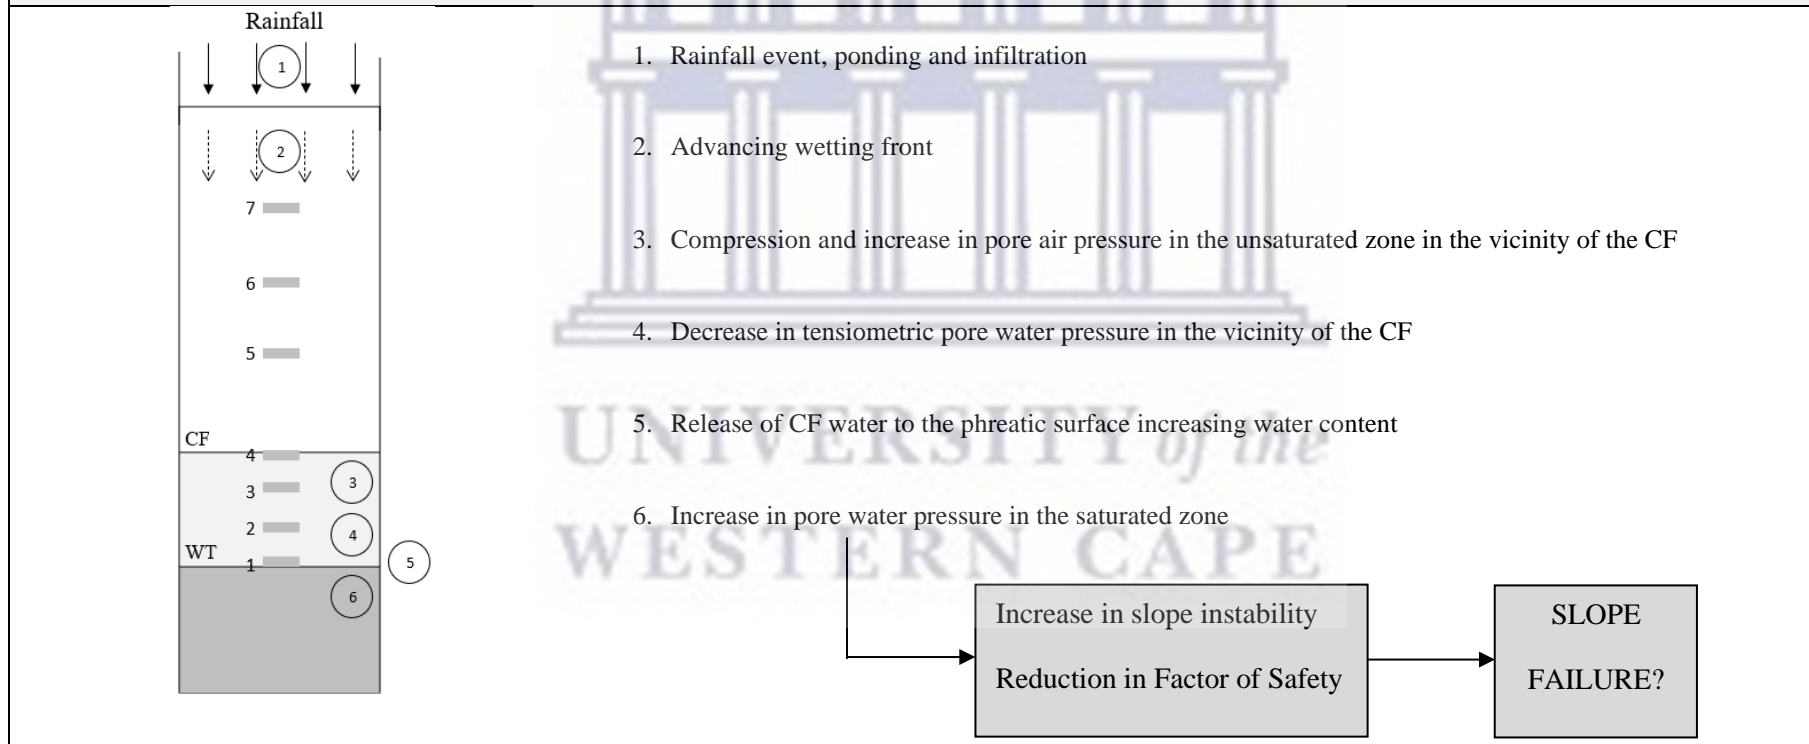 Rainfall
1
2
7
6
5
CF
4
3
3
2
4
WT
1
5
6
1. Rainfall event, ponding and infiltration
2. Advancing wetting front
3. Compression and increase in pore air pressure in the unsaturated zone in the vicinity of the CF
4. Decrease in tensiometric pore water pressure in the vicinity of the CF
5. Release of CF water to the phreatic surface increasing water content
6. Increase in pore water pressure in the saturated zone
UNIVERSITY of the
WESTERN CAPE
Increase in slope instability
Reduction in Factor of Safety
SLOPE
FAILURE?